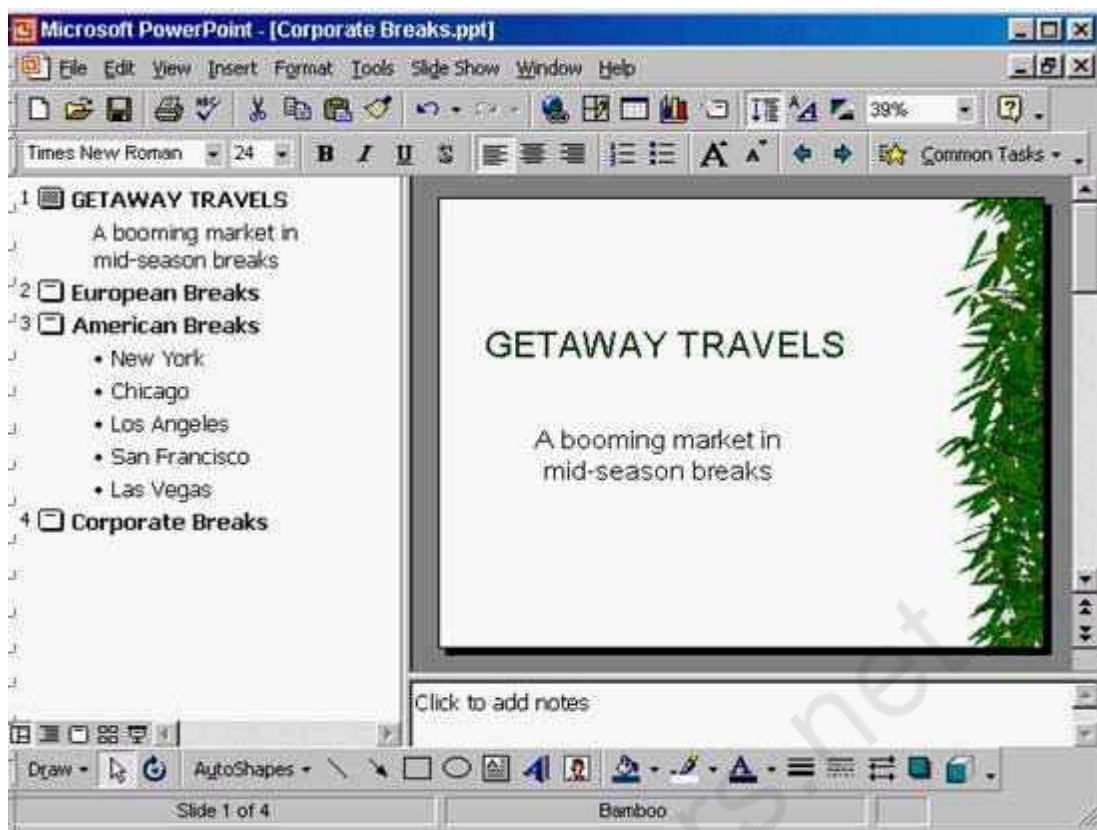 Microsoft PowerPoint - [Corporate Breaks.ppt]
File Edit View Insert Format Tools Slide Show Window Help
39%
Times New Roman 24 B I U S A A Common Tasks
1 GETAWAY TRAVELS
A booming market in
mid-season breaks
2 European Breaks
3 American Breaks
• New York
• Chicago
• Los Angeles
• San Francisco
• Las Vegas
4 Corporate Breaks
GETAWAY TRAVELS
A booming market in
mid-season breaks
Click to add notes
Draw AutoShapes
Slide 1 of 4 Bamboo
rs.net